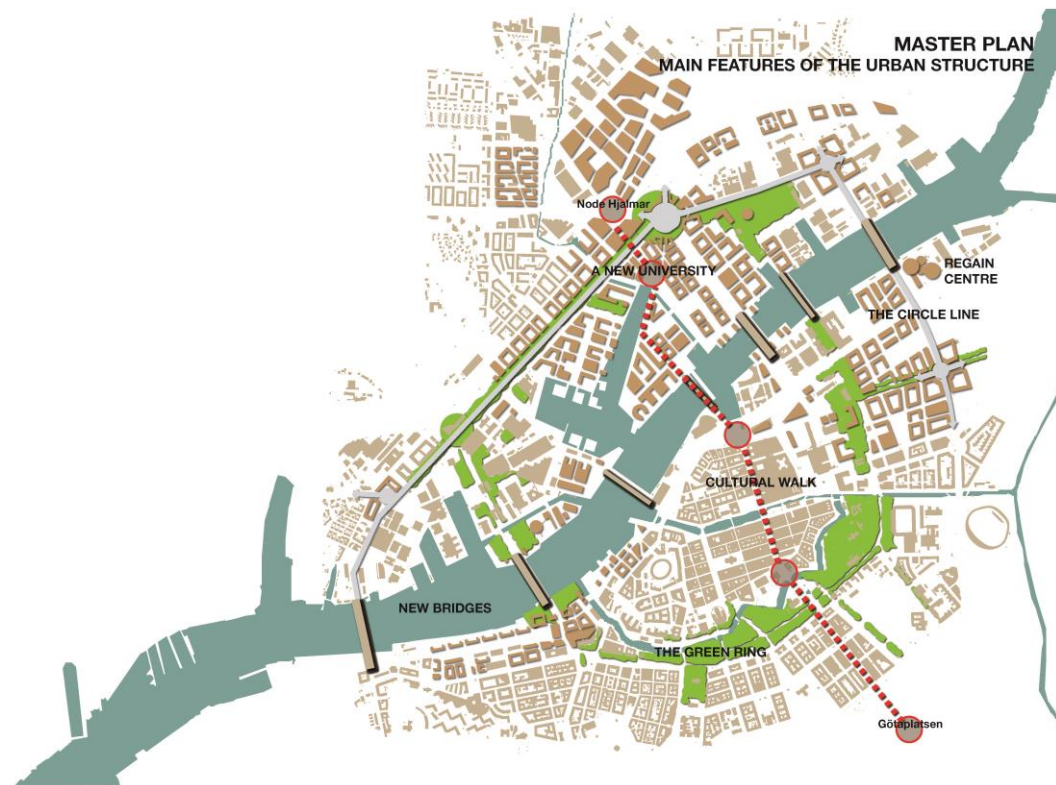 MASTER PLAN
MAIN FEATURES OF THE URBAN STRUCTURE
Node Hjalmar
A NEW UNIVERSITY
REGAIN
CENTRE
THE CIRCLE LINE
CULTURAL WALK
NEW BRIDGES
THE GREEN RING
Götaplatsen